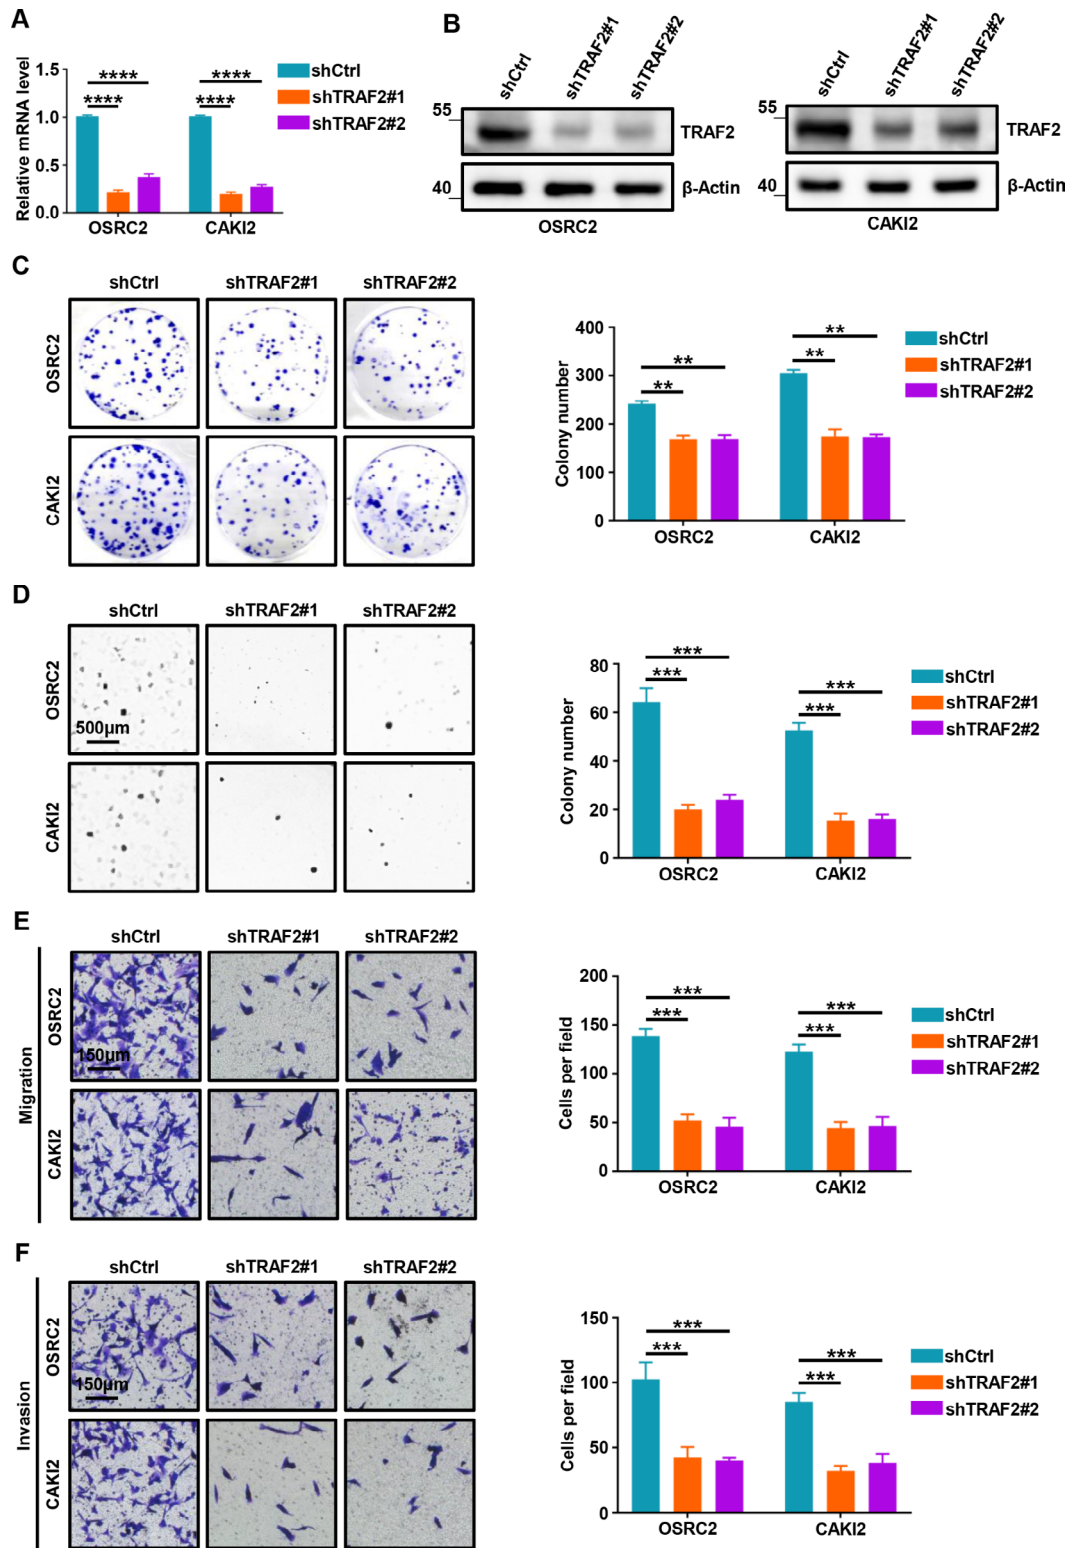 A
Relative mRNA level
1.5
1.0
0.5
0.0
**** ****
**** ****
OSRC2 CAKI2
shCtrl
shTRAF2#1
shTRAF2#2
B
shCtrl shTRAF2#1 shTRAF2#2
55
TRAF2
40
β-Actin
OSRC2
shCtrl shTRAF2#1 shTRAF2#2
55
TRAF2
40
β-Actin
CAKI2
C
shCtrl shTRAF2#1 shTRAF2#2
OSRC2
CAKI2
Colony number
400
300
200
100
0
** **
** **
OSRC2 CAKI2
shCtrl
shTRAF2#1
shTRAF2#2
D
shCtrl shTRAF2#1 shTRAF2#2
OSRC2
500μm
CAKI2
Colony number
80
60
40
20
0
*** ***
*** ***
OSRC2 CAKI2
shCtrl
shTRAF2#1
shTRAF2#2
E
Migration
shCtrl shTRAF2#1 shTRAF2#2
OSRC2
150μm
CAKI2
Cells per field
200
150
100
50
0
*** ***
*** ***
OSRC2 CAKI2
shCtrl
shTRAF2#1
shTRAF2#2
F
Invasion
shCtrl shTRAF2#1 shTRAF2#2
OSRC2
150μm
CAKI2
Cells per field
150
100
50
0
*** ***
*** ***
OSRC2 CAKI2
shCtrl
shTRAF2#1
shTRAF2#2